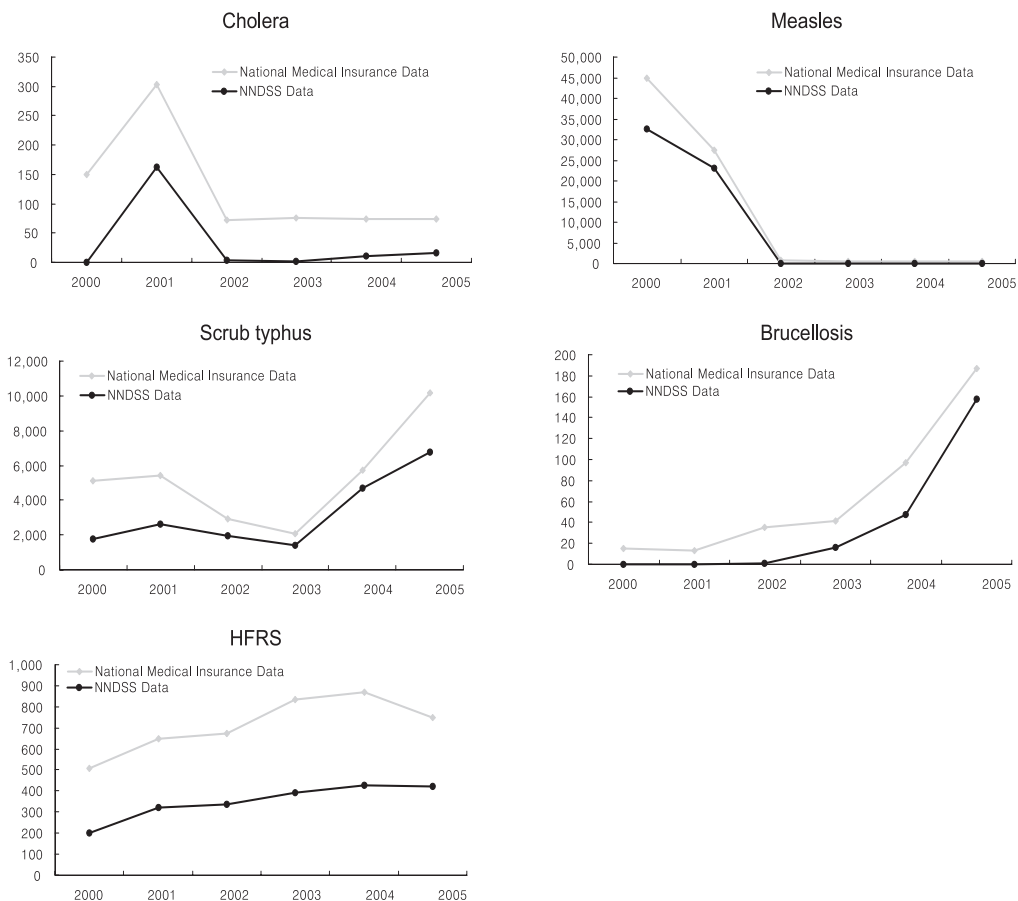 Cholera
350
300
250
200
150
100
50
0
National Medical Insurance Data
NNDSS Data
2000 2001 2002 2003 2004 2005
Measles
50,000
45,000
40,000
35,000
30,000
25,000
20,000
15,000
10,000
5,000
0
National Medical Insurance Data
NNDSS Data
2000 2001 2002 2003 2004 2005
Scrub typhus
12,000
10,000
8,000
6,000
4,000
2,000
0
National Medical Insurance Data
NNDSS Data
2000 2001 2002 2003 2004 2005
Brucellosis
200
180
160
140
120
100
80
60
40
20
0
National Medical Insurance Data
NNDSS Data
2000 2001 2002 2003 2004 2005
HFRS
1,000
900
800
700
600
500
400
300
200
100
0
National Medical Insurance Data
NNDSS Data
2000 2001 2002 2003 2004 2005